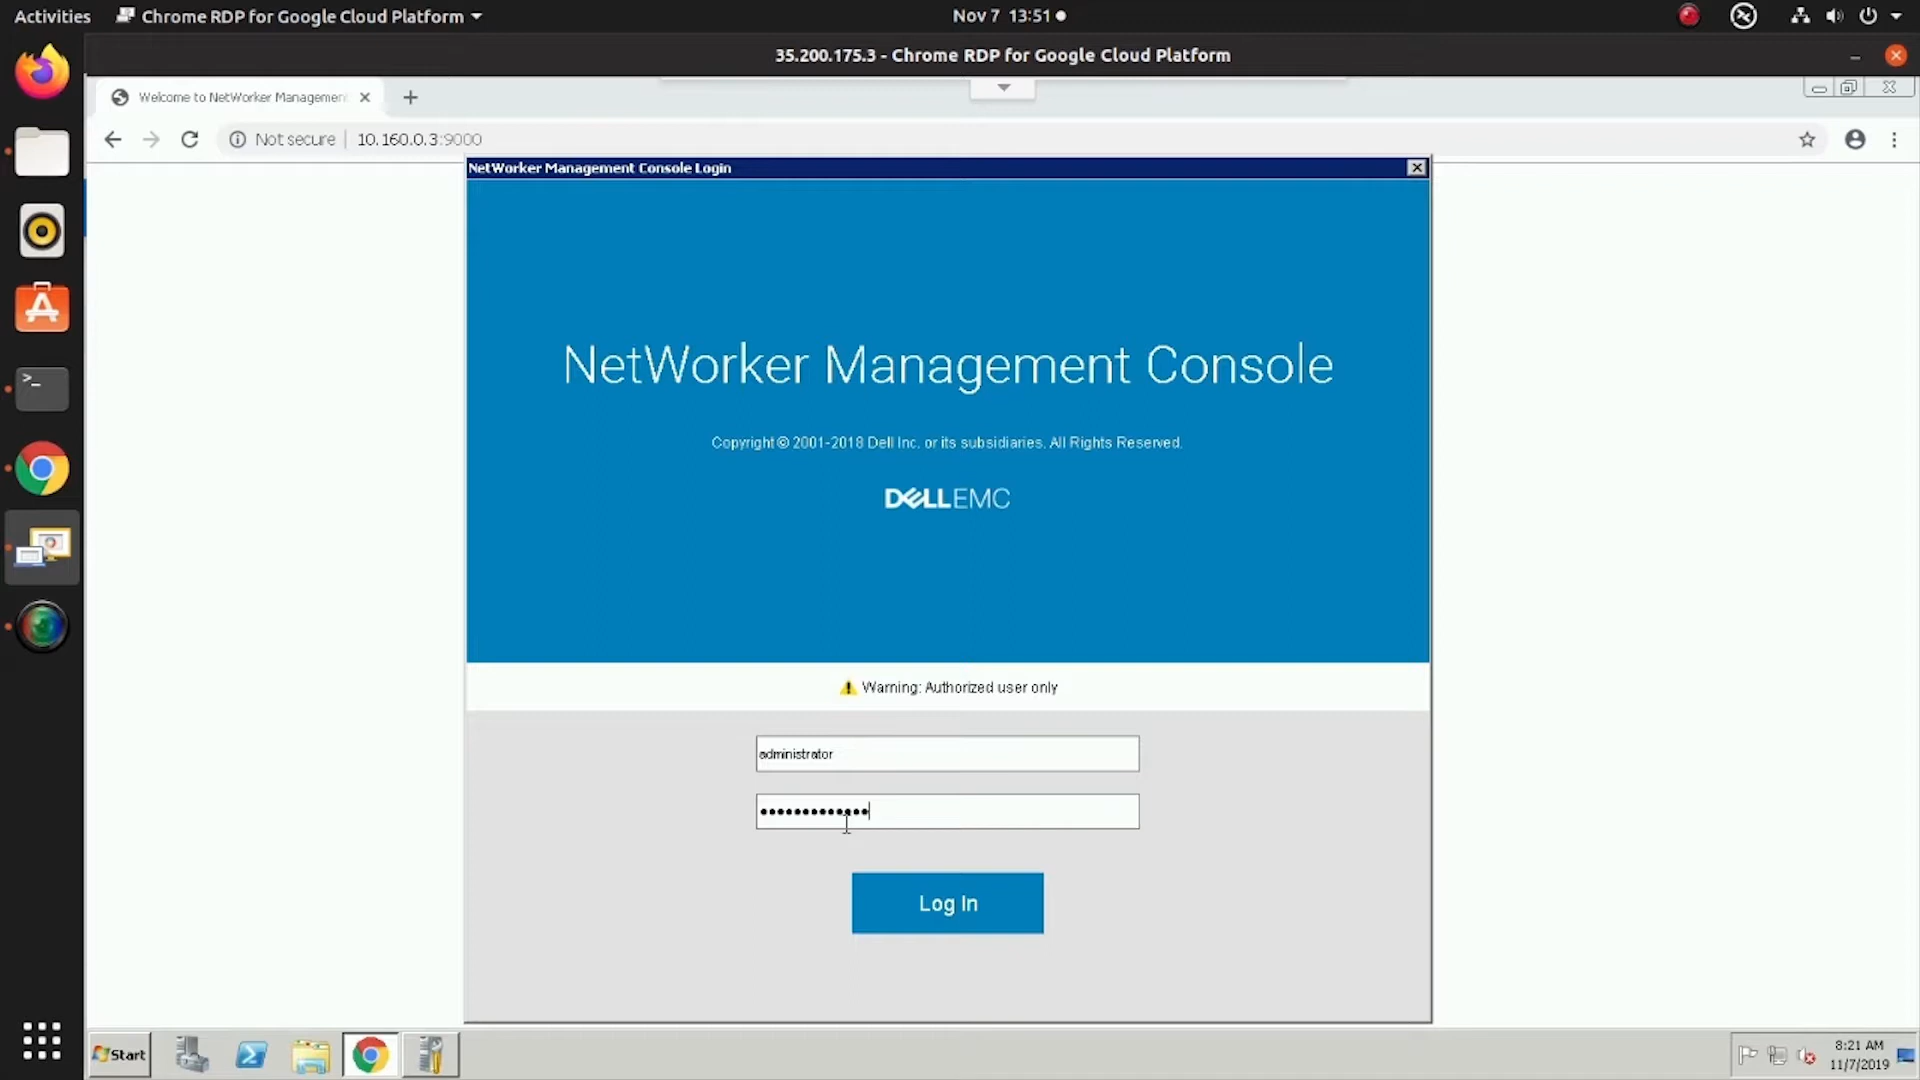 Activities
Chrome RDP for Google Cloud Platform
Nov 7 13:51
35.200.175.3 - Chrome RDP for Google Cloud Platform
Welcome to NetWorker Management
Not secure
10.160.0.3:9000
NetWorker Management Console Login
NetWorker Management Console
Copyright © 2001-2018 Dell Inc. or its subsidiaries. All Rights Reserved.
DELLEMC
Warning: Authorized user only
administrator
Log In
Start
8:21 AM
11/7/2019